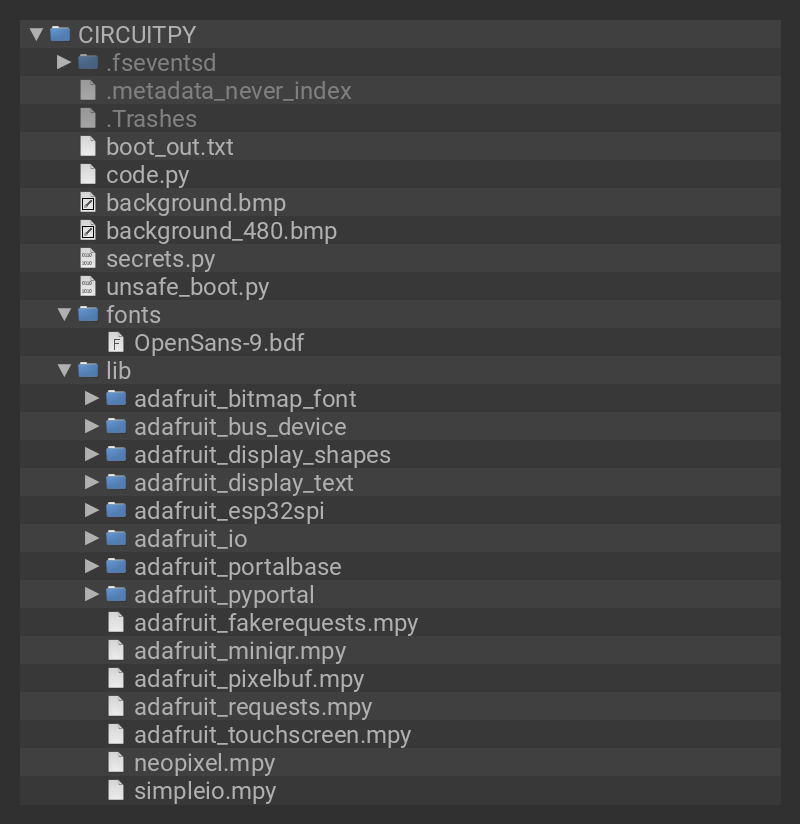 CIRCUITPY
.fseventsd
.metadata_never_index
.Trashes
boot_out.txt
code.py
background.bmp
background_480.bmp
secrets.py
unsafe_boot.py
fonts
OpenSans-9.bdf
lib
adafruit_bitmap_font
adafruit_bus_device
adafruit_display_shapes
adafruit_display_text
adafruit_esp32spi
adafruit_io
adafruit_portalbase
adafruit_pyportal
adafruit_fakerequests.mpy
adafruit_miniqr.mpy
adafruit_pixelbuf.mpy
adafruit_requests.mpy
adafruit_touchscreen.mpy
neopixel.mpy
simpleio.mpy